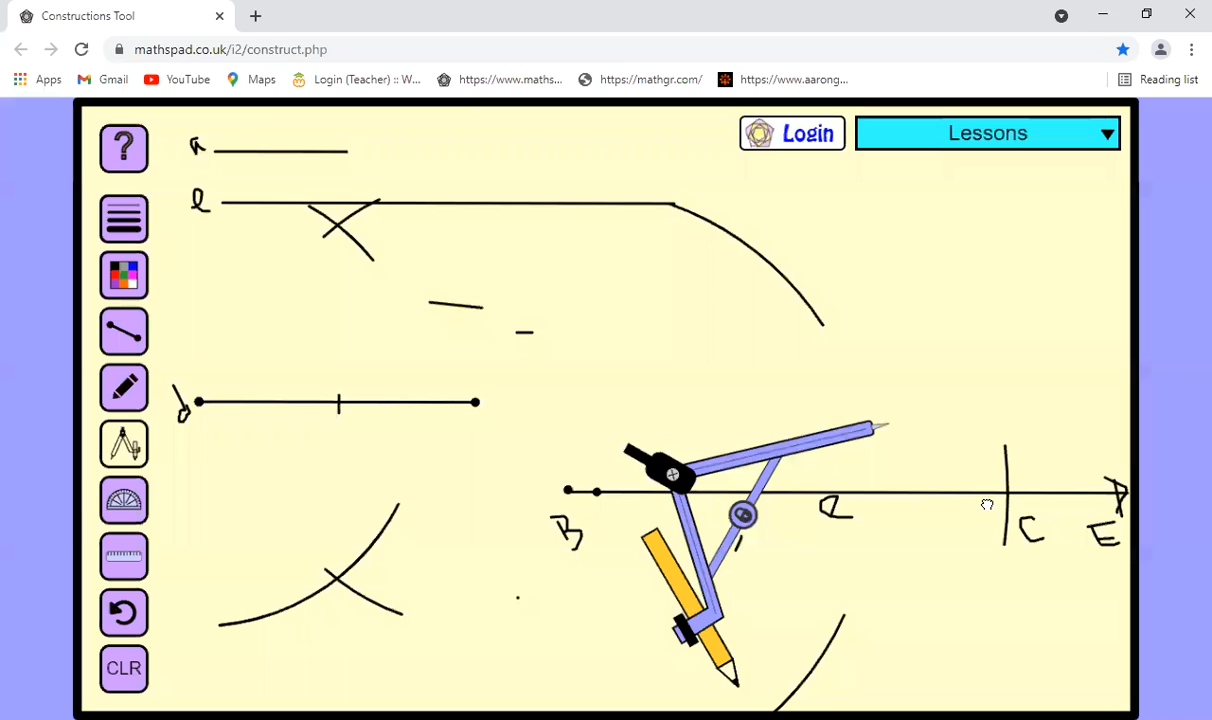 Constructions Tool
mathspad.co.uk/i2/construct.php
Apps Gmail YouTube Maps Login (Teacher) :: W... https://www.maths... https://mathgr.com/ https://www.aarong... Reading list
? Login Lessons
l
b
a
B C E
CLR